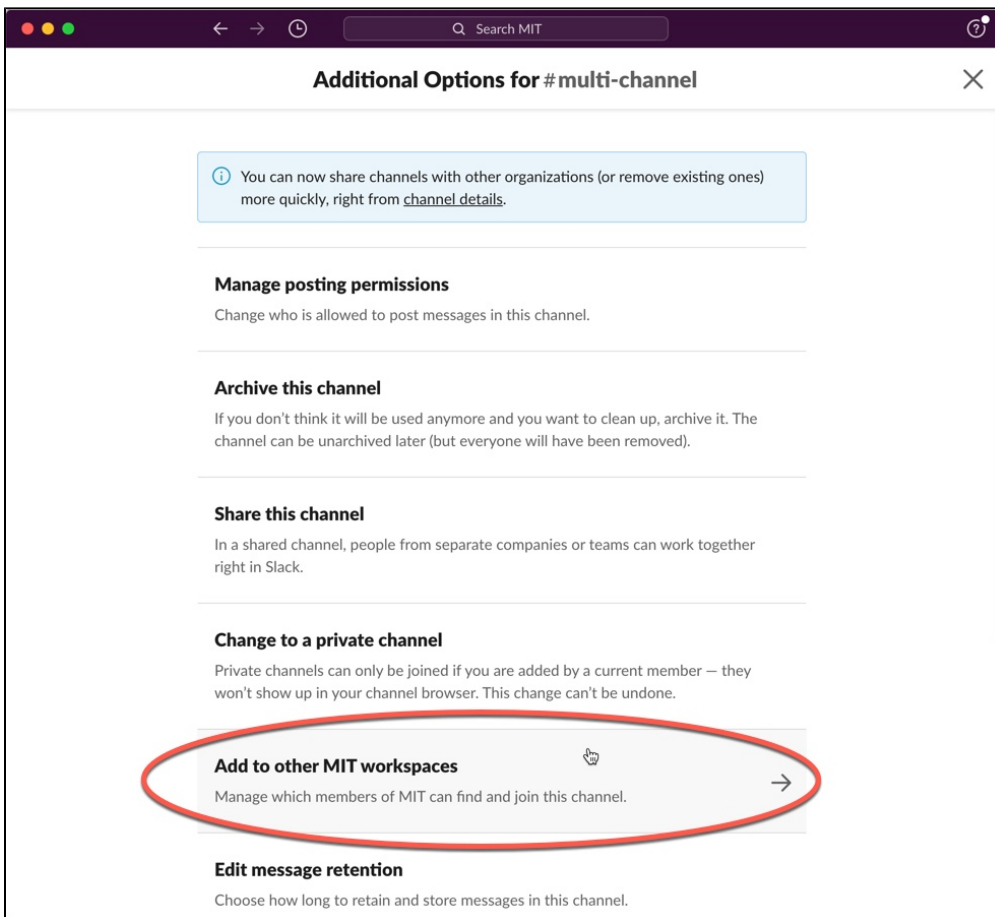 Search MIT
Additional Options for #multi-channel
You can now share channels with other organizations (or remove existing ones)
more quickly, right from channel details.
Manage posting permissions
Change who is allowed to post messages in this channel.
Archive this channel
If you don’t think it will be used anymore and you want to clean up, archive it. The
channel can be unarchived later (but everyone will have been removed).
Share this channel
In a shared channel, people from separate companies or teams can work together
right in Slack.
Change to a private channel
Private channels can only be joined if you are added by a current member — they
won’t show up in your channel browser. This change can’t be undone.
Add to other MIT workspaces
Manage which members of MIT can find and join this channel.
Edit message retention
Choose how long to retain and store messages in this channel.